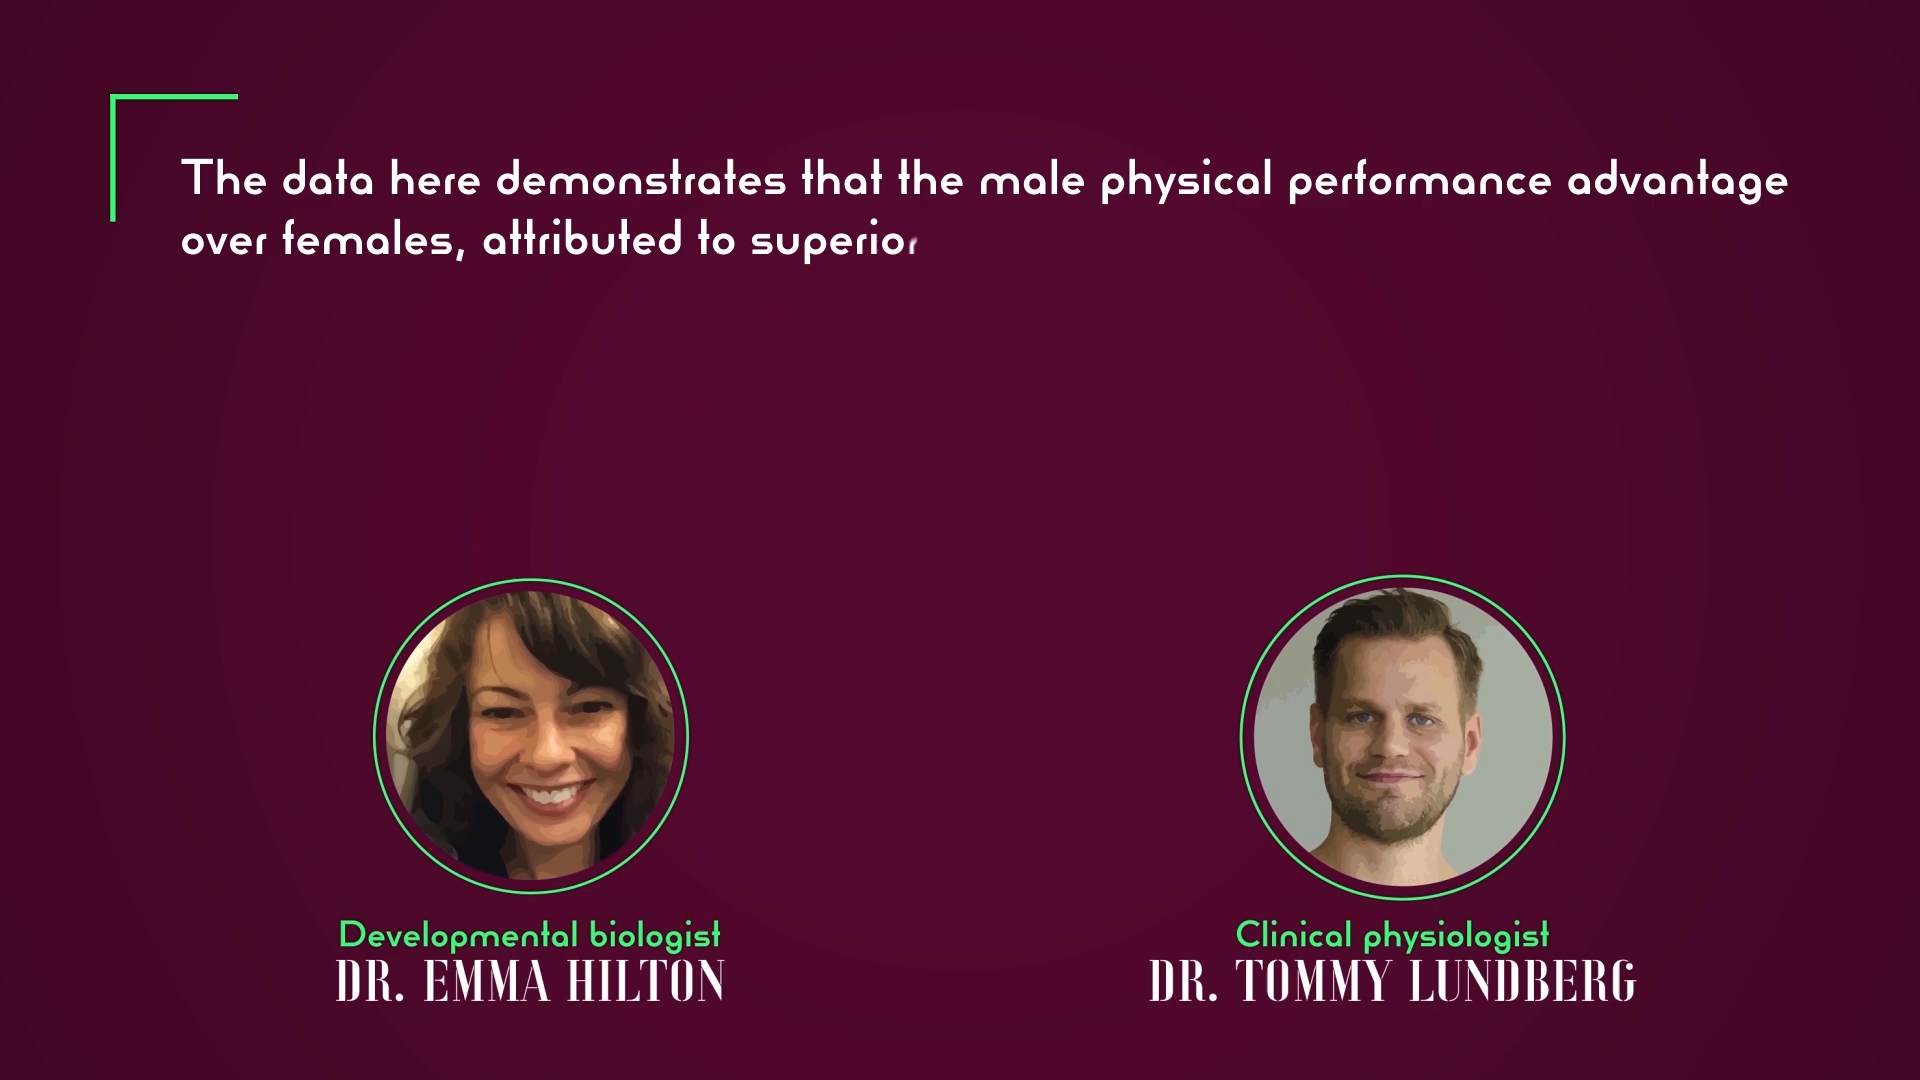 The data here demonstrates that the male physical performance advantage
over females, attributed to superior
Developmental biologist
DR. EMMA HILTON
Clinical physiologist
DR. TOMMY LUNDBERG